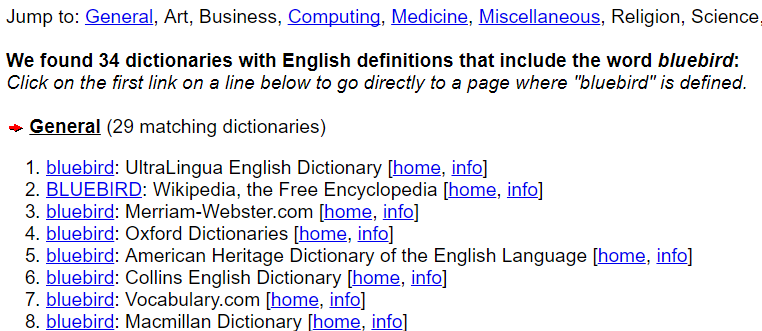 Jump to: General, Art, Business, Computing, Medicine, Miscellaneous, Religion, Science,
We found 34 dictionaries with English definitions that include the word bluebird:
Click on the first link on a line below to go directly to a page where "bluebird" is defined.
General (29 matching dictionaries)
1. bluebird: UltraLingua English Dictionary [home, info]
2. BLUEBIRD: Wikipedia, the Free Encyclopedia [home, info]
3. bluebird: Merriam-Webster.com [home, info]
4. bluebird: Oxford Dictionaries [home, info]
5. bluebird: American Heritage Dictionary of the English Language [home, info]
6. bluebird: Collins English Dictionary [home, info]
7. bluebird: Vocabulary.com [home, info]
8. bluebird: Macmillan Dictionary [home, info]